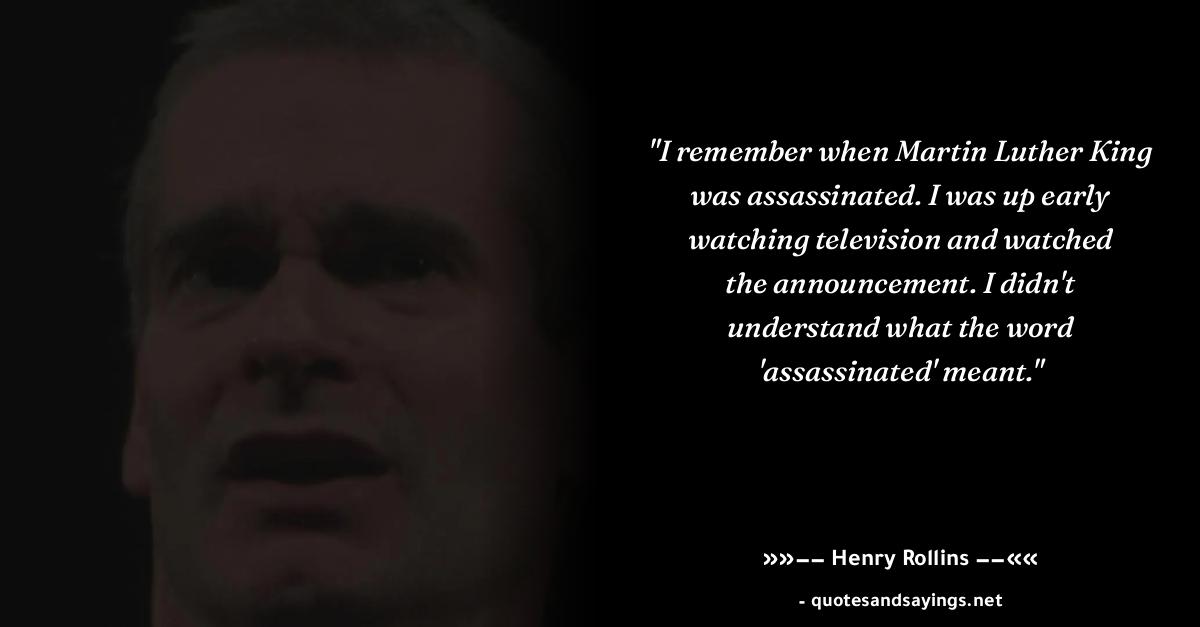 "I remember when Martin Luther King
was assassinated. I was up early
watching television and watched
the announcement. I didn't
understand what the word
'assassinated' meant."
»»–– Henry Rollins ––««
- quotesandsayings.net